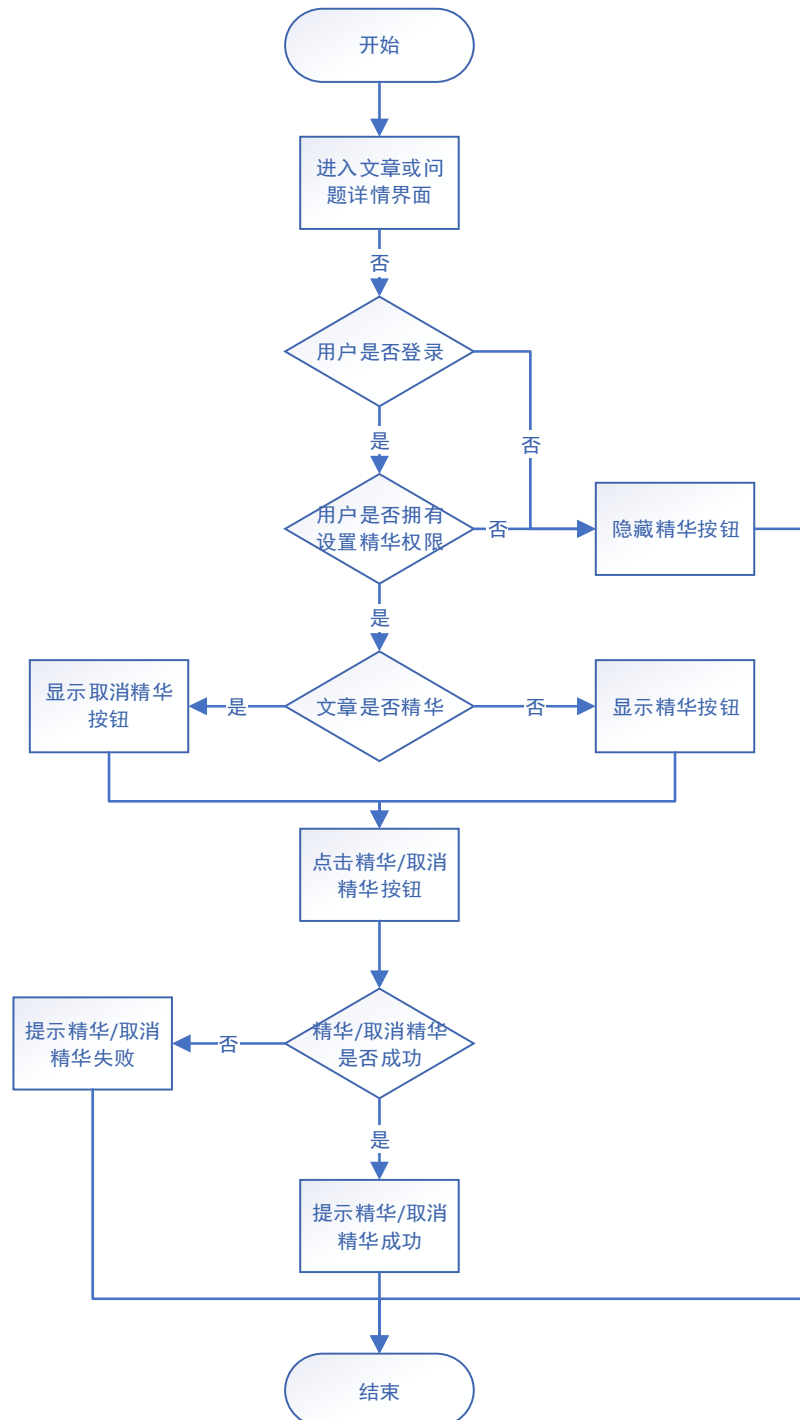 开始
进入文章或问
题详情界面
否
用户是否登录
否
是
用户是否拥有
设置精华权限
否
隐藏精华按钮
是
显示取消精华
按钮
是
文章是否精华
否
显示精华按钮
点击精华/取消
精华按钮
提示精华/取消
精华失败
否
精华/取消精华
是否成功
是
提示精华/取消
精华成功
结束